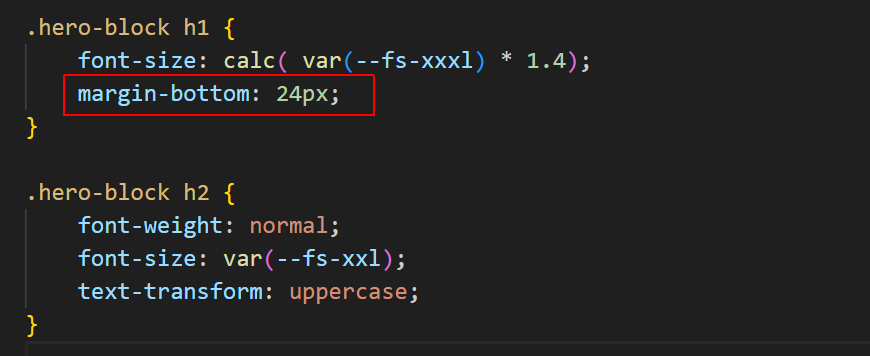 .hero-block h1 {
    font-size: calc( var(--fs-xxxl) * 1.4);
    margin-bottom: 24px;
}
.hero-block h2 {
    font-weight: normal;
    font-size: var(--fs-xxl);
    text-transform: uppercase;
}